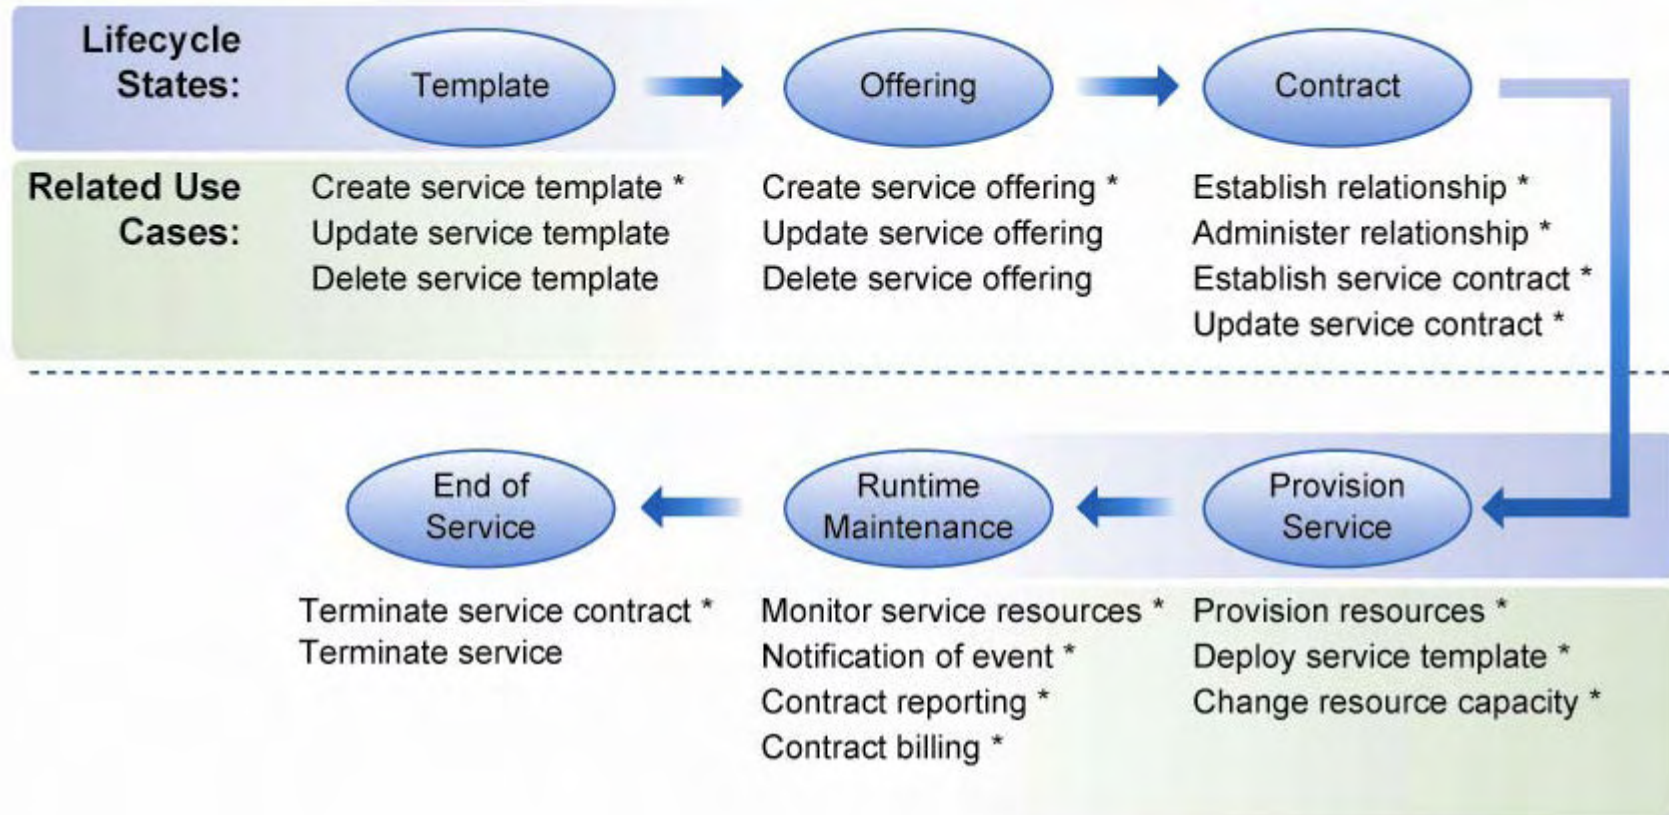 Lifecycle
States:
Template
Offering
Contract
Related Use
Cases:
Create service template *
Update service template
Delete service template
Create service offering *
Update service offering
Delete service offering
Establish relationship *
Administer relationship *
Establish service contract *
Update service contract *
End of
Service
Runtime
Maintenance
Provision
Service
Terminate service contract *
Terminate service
Monitor service resources *
Notification of event *
Contract reporting *
Contract billing *
Provision resources *
Deploy service template *
Change resource capacity *